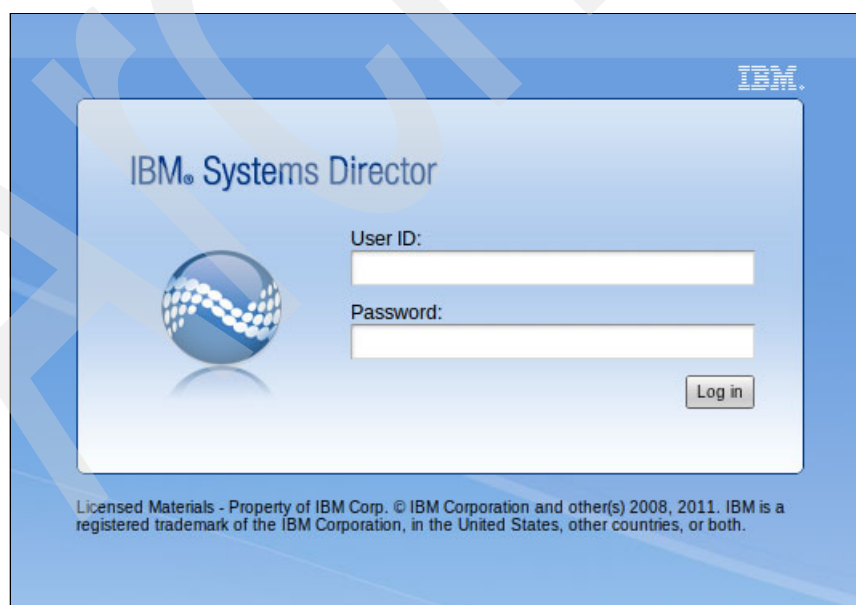 IBM.
IBM® Systems Director
User ID:
Password:
Log in
Licensed Materials - Property of IBM Corp. © IBM Corporation and other(s) 2008, 2011. IBM is a
registered trademark of the IBM Corporation, in the United States, other countries, or both.